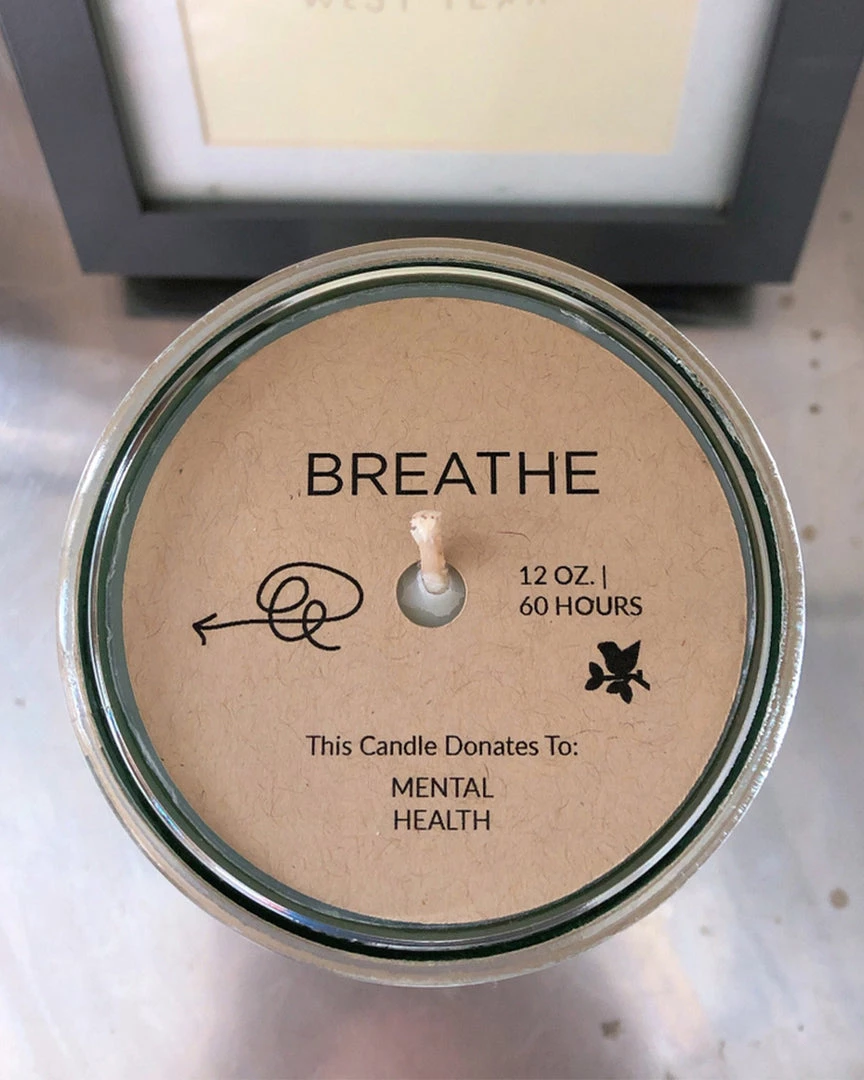 BREATHE
12 OZ. |
60 HOURS
This Candle Donates To:
MENTAL
HEALTH